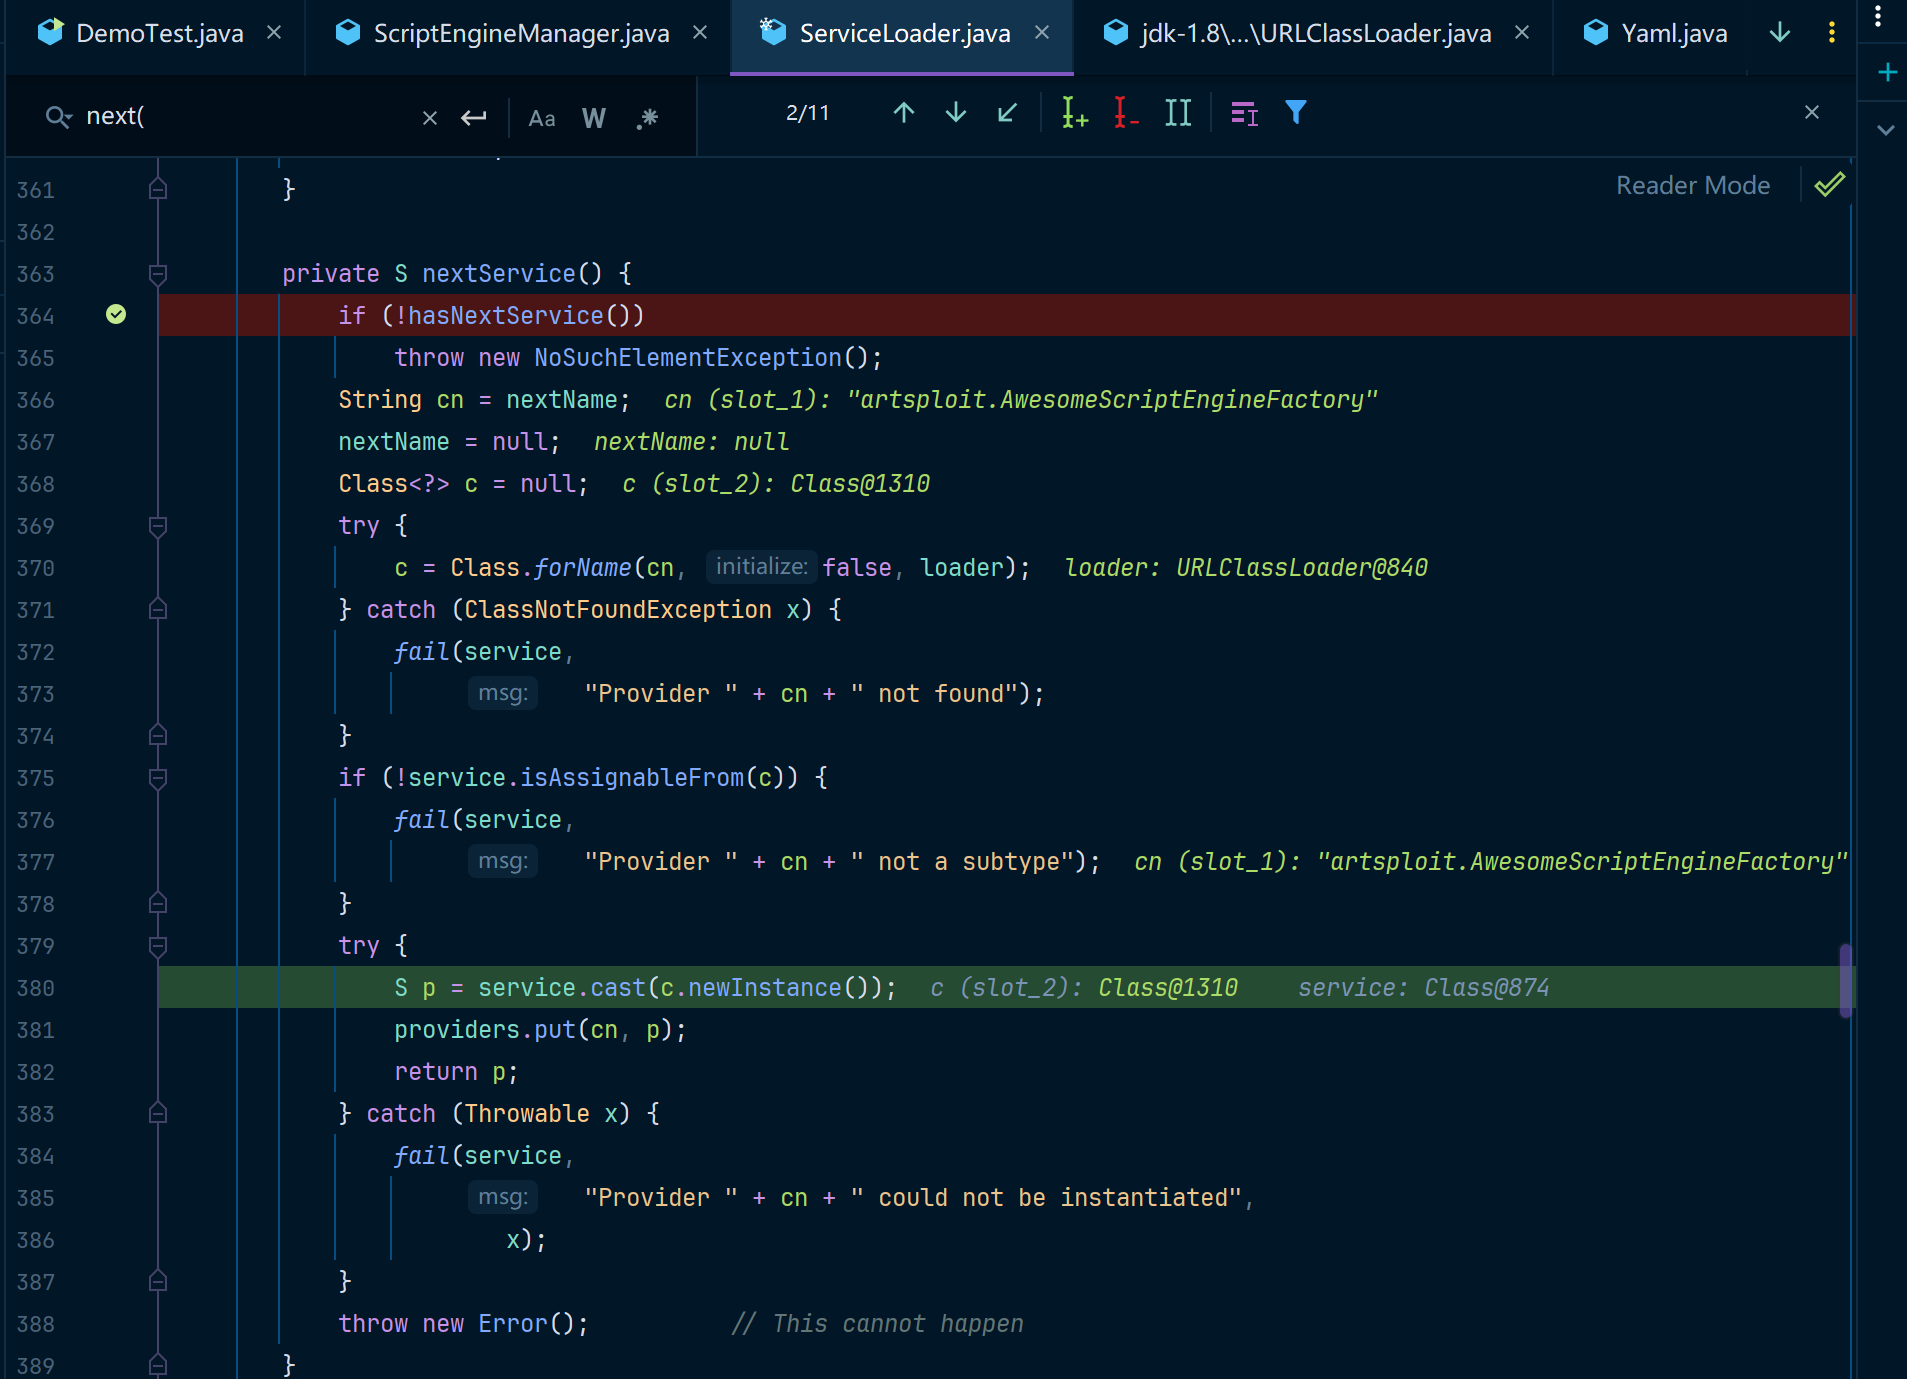 DemoTest.java ScriptEngineManager.java ServiceLoader.java jdk-1.8\...\URLClassLoader.java Yaml.java
next( Aa W .* 2/11
Reader Mode
361 }
362
363 private S nextService() {
364 if (!hasNextService())
365 throw new NoSuchElementException();
366 String cn = nextName; cn (slot_1): "artsploit.AwesomeScriptEngineFactory"
367 nextName = null; nextName: null
368 Class<?> c = null; c (slot_2): Class@1310
369 try {
370 c = Class.forName(cn, initialize: false, loader); loader: URLClassLoader@840
371 } catch (ClassNotFoundException x) {
372 fail(service,
373 msg: "Provider " + cn + " not found");
374 }
375 if (!service.isAssignableFrom(c)) {
376 fail(service,
377 msg: "Provider " + cn + " not a subtype"); cn (slot_1): "artsploit.AwesomeScriptEngineFactory"
378 }
379 try {
380 S p = service.cast(c.newInstance()); c (slot_2): Class@1310 service: Class@874
381 providers.put(cn, p);
382 return p;
383 } catch (Throwable x) {
384 fail(service,
385 msg: "Provider " + cn + " could not be instantiated",
386 x);
387 }
388 throw new Error(); // This cannot happen
389 }